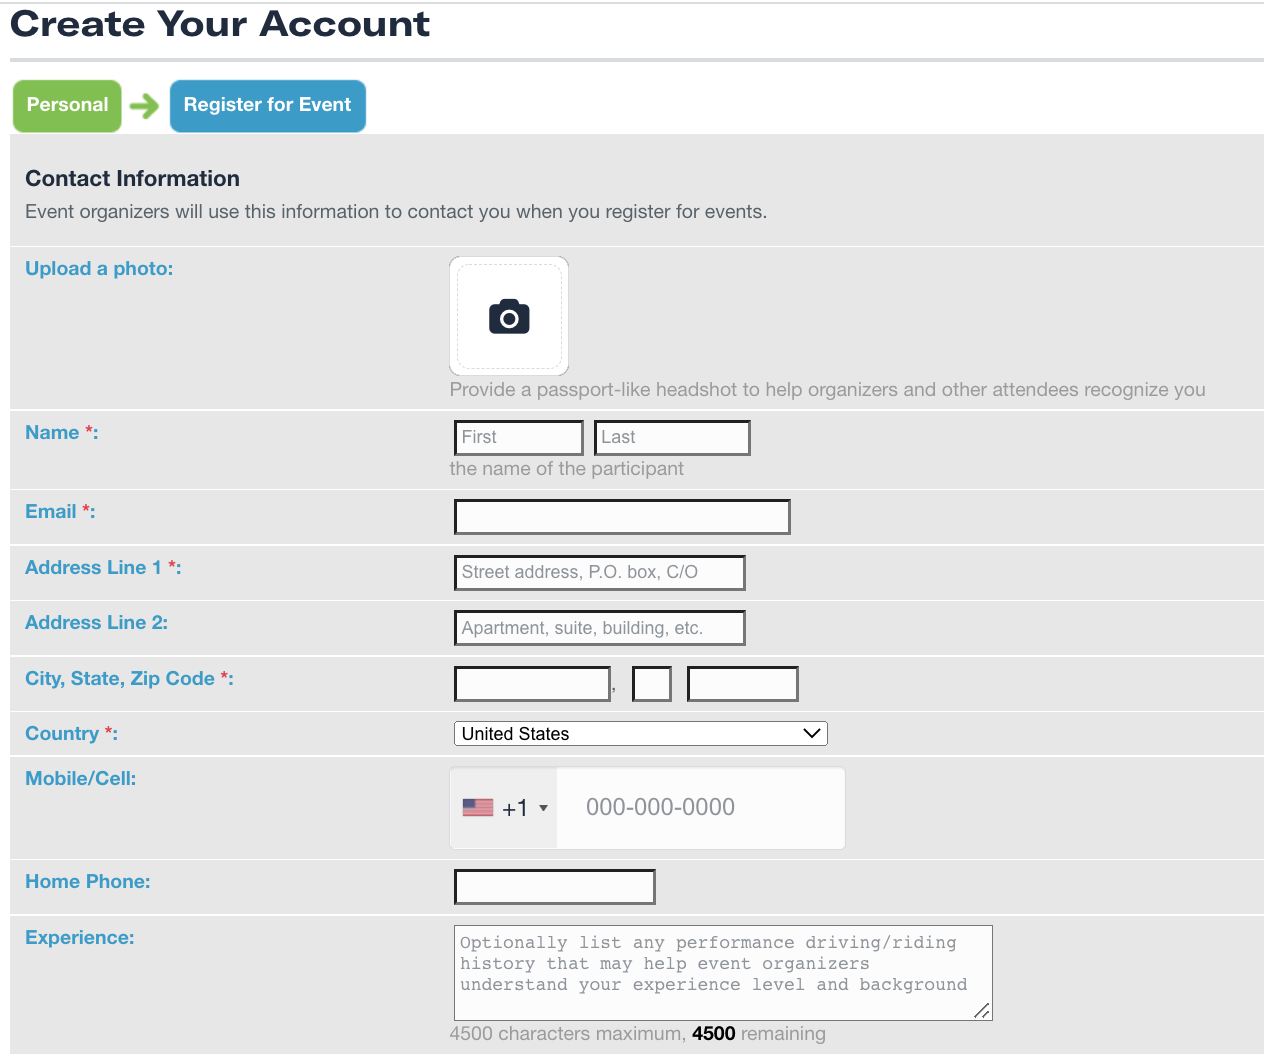 Create Your Account
Personal
Register for Event
Contact Information
Event organizers will use this information to contact you when you register for events.
Upload a photo:
Provide a passport-like headshot to help organizers and other attendees recognize you
Name *:
First
Last
the name of the participant
Email *:
Address Line 1 *:
Street address, P.O. box, C/O
Address Line 2:
Apartment, suite, building, etc.
City, State, Zip Code *:
,
Country *:
United States
Mobile/Cell:
+1
000-000-0000
Home Phone:
Experience:
Optionally list any performance driving/riding
history that may help event organizers
understand your experience level and background
4500 characters maximum, 4500 remaining